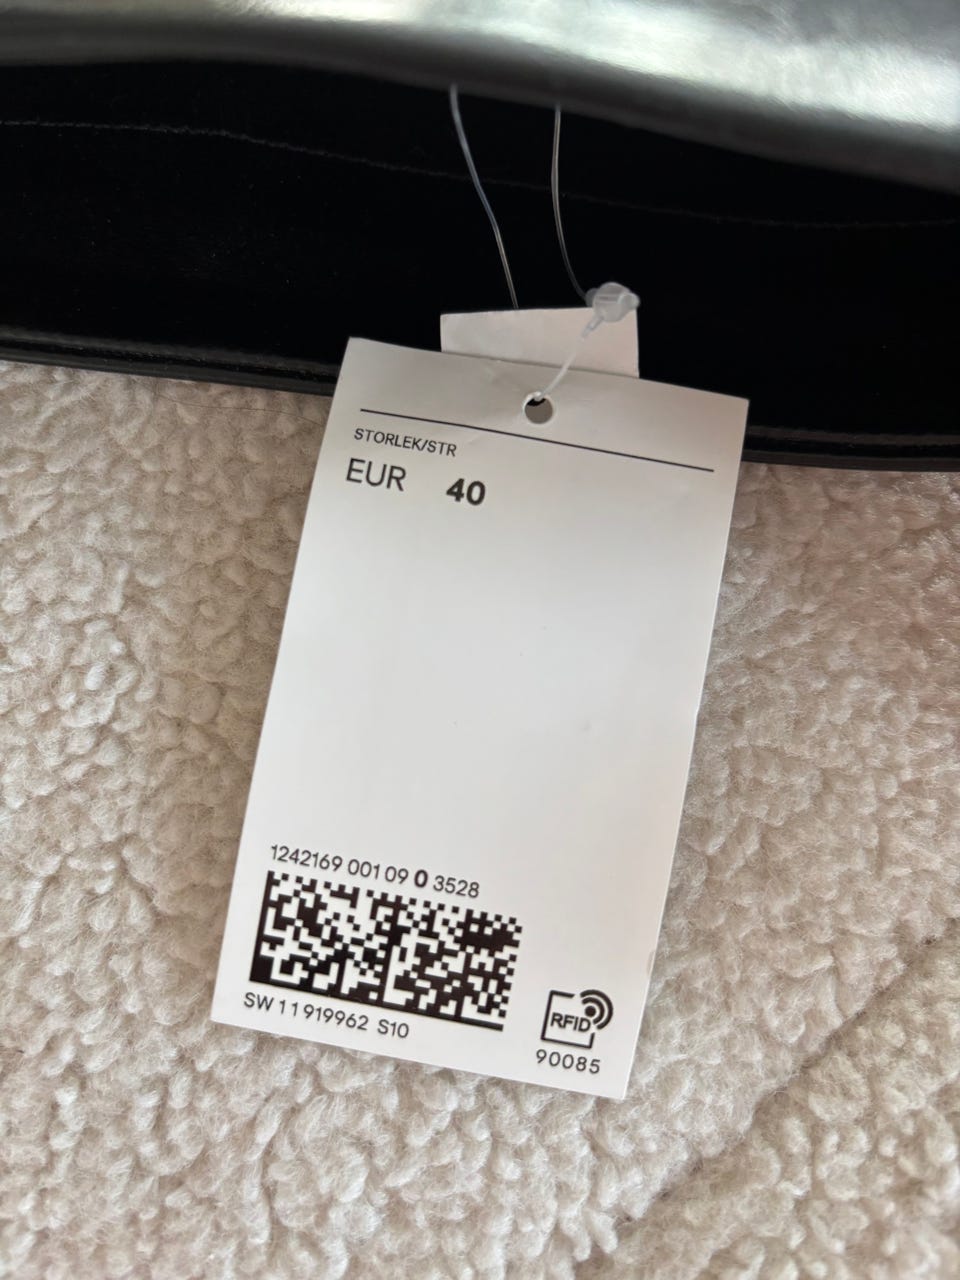 STORLEK/STR
EUR 40
1242169 001 09 0 3528
SW 11919962 S10
RFID
90085